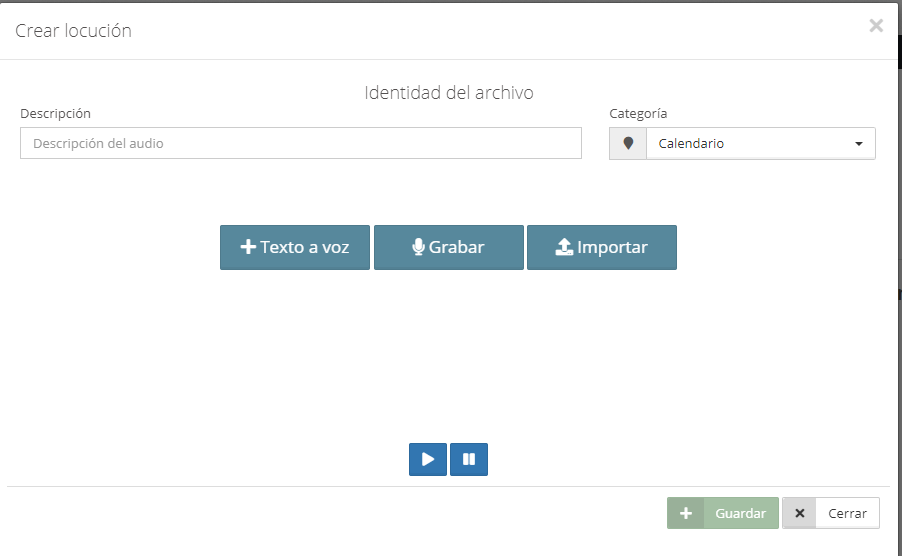 Crear locución
Identidad del archivo
Descripción
Categoría
Descripción del audio
Calendario
Texto a voz
Grabar
Importar
Guardar
Cerrar